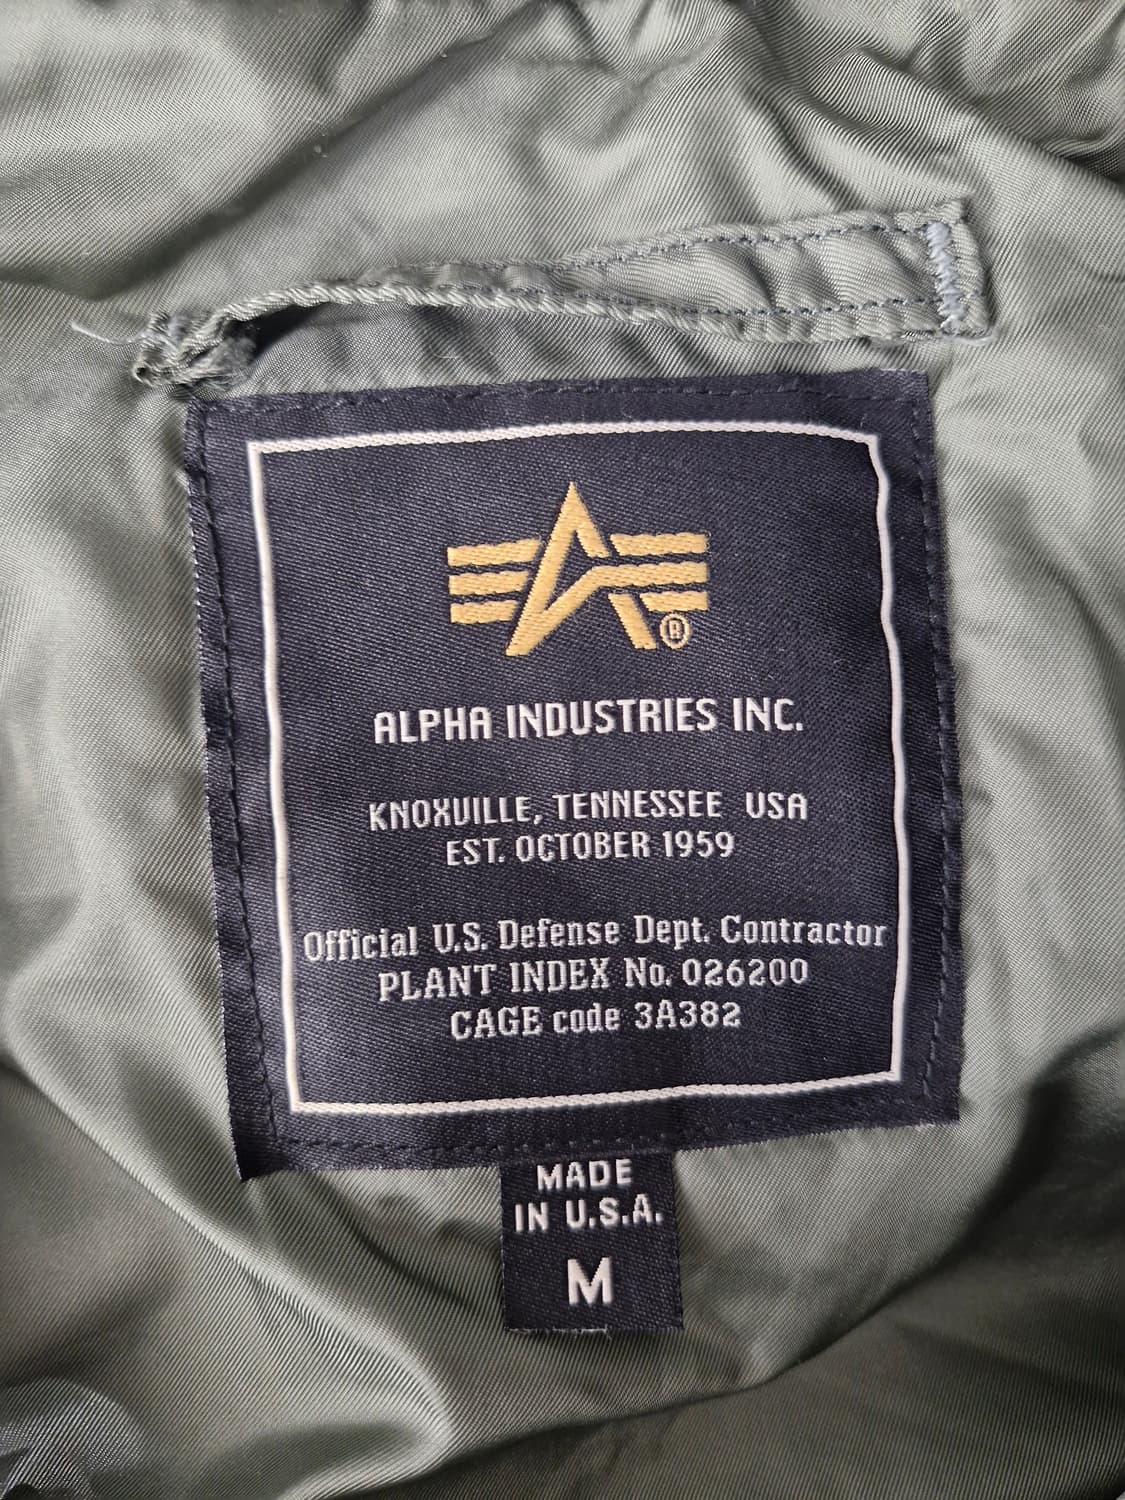 ®
ALPHA INDUSTRIES INC.
KNOXVILLE, TENNESSEE USA
EST. OCTOBER 1959
Official U.S. Defense Dept. Contractor
PLANT INDEX No. 026200
CAGE code 3A382
MADE
IN U.S.A.
M